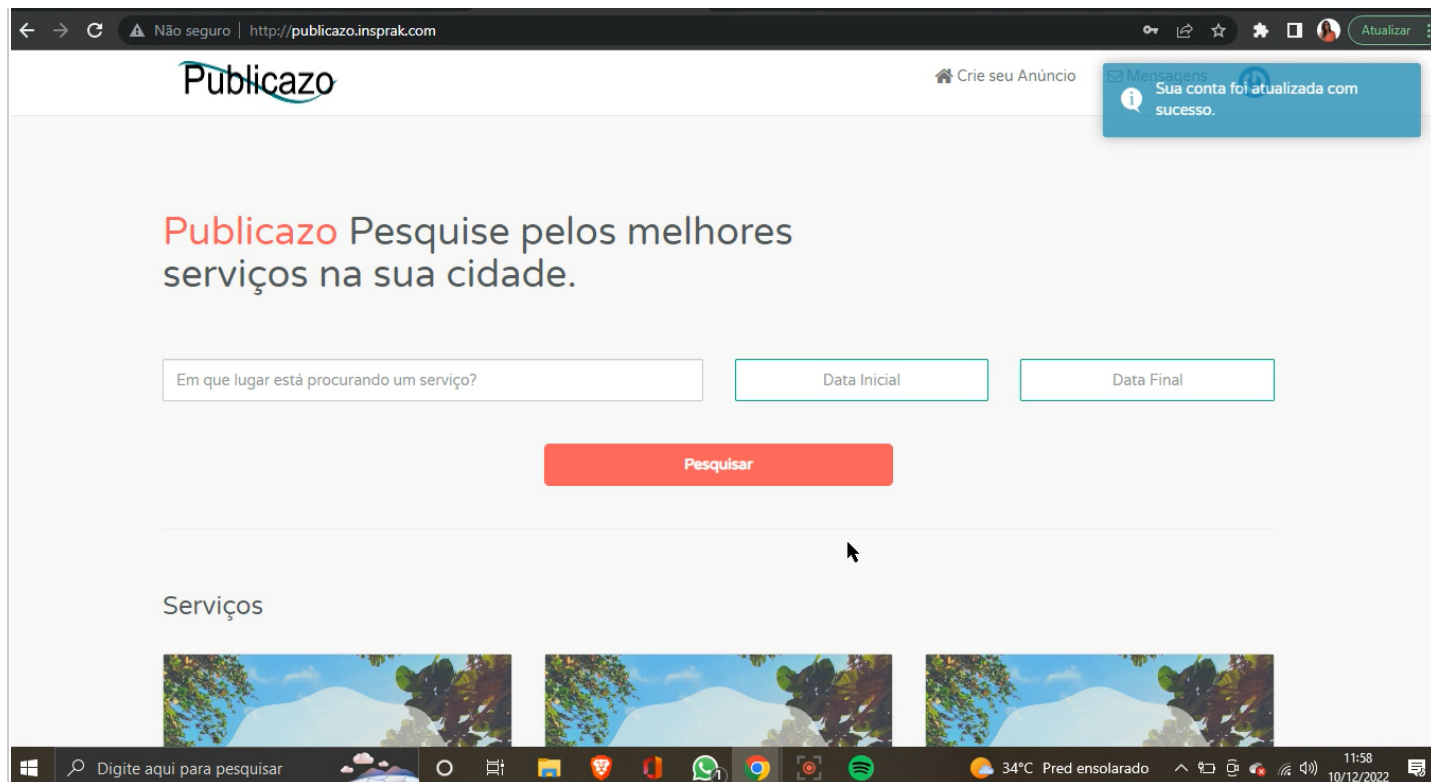 Não seguro | http://publicazo.insprak.com
Atualizar
Publicazo
Crie seu Anúncio
Mensagens
Sua conta foi atualizada com
sucesso.
Publicazo Pesquise pelos melhores
serviços na sua cidade.
Em que lugar está procurando um serviço?
Data Inicial
Data Final
Pesquisar
Serviços
Digite aqui para pesquisar
34°C Pred ensolarado
11:58
10/12/2022